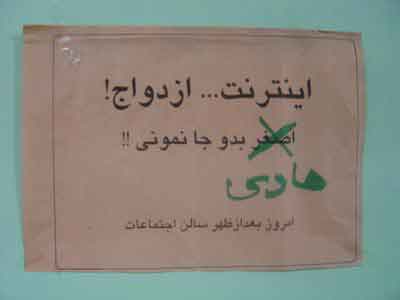 اینترنت... ازدواج!
اصغر بدو جا نمونی !!
هادی
امروز بعدازظهر سالن اجتماعات